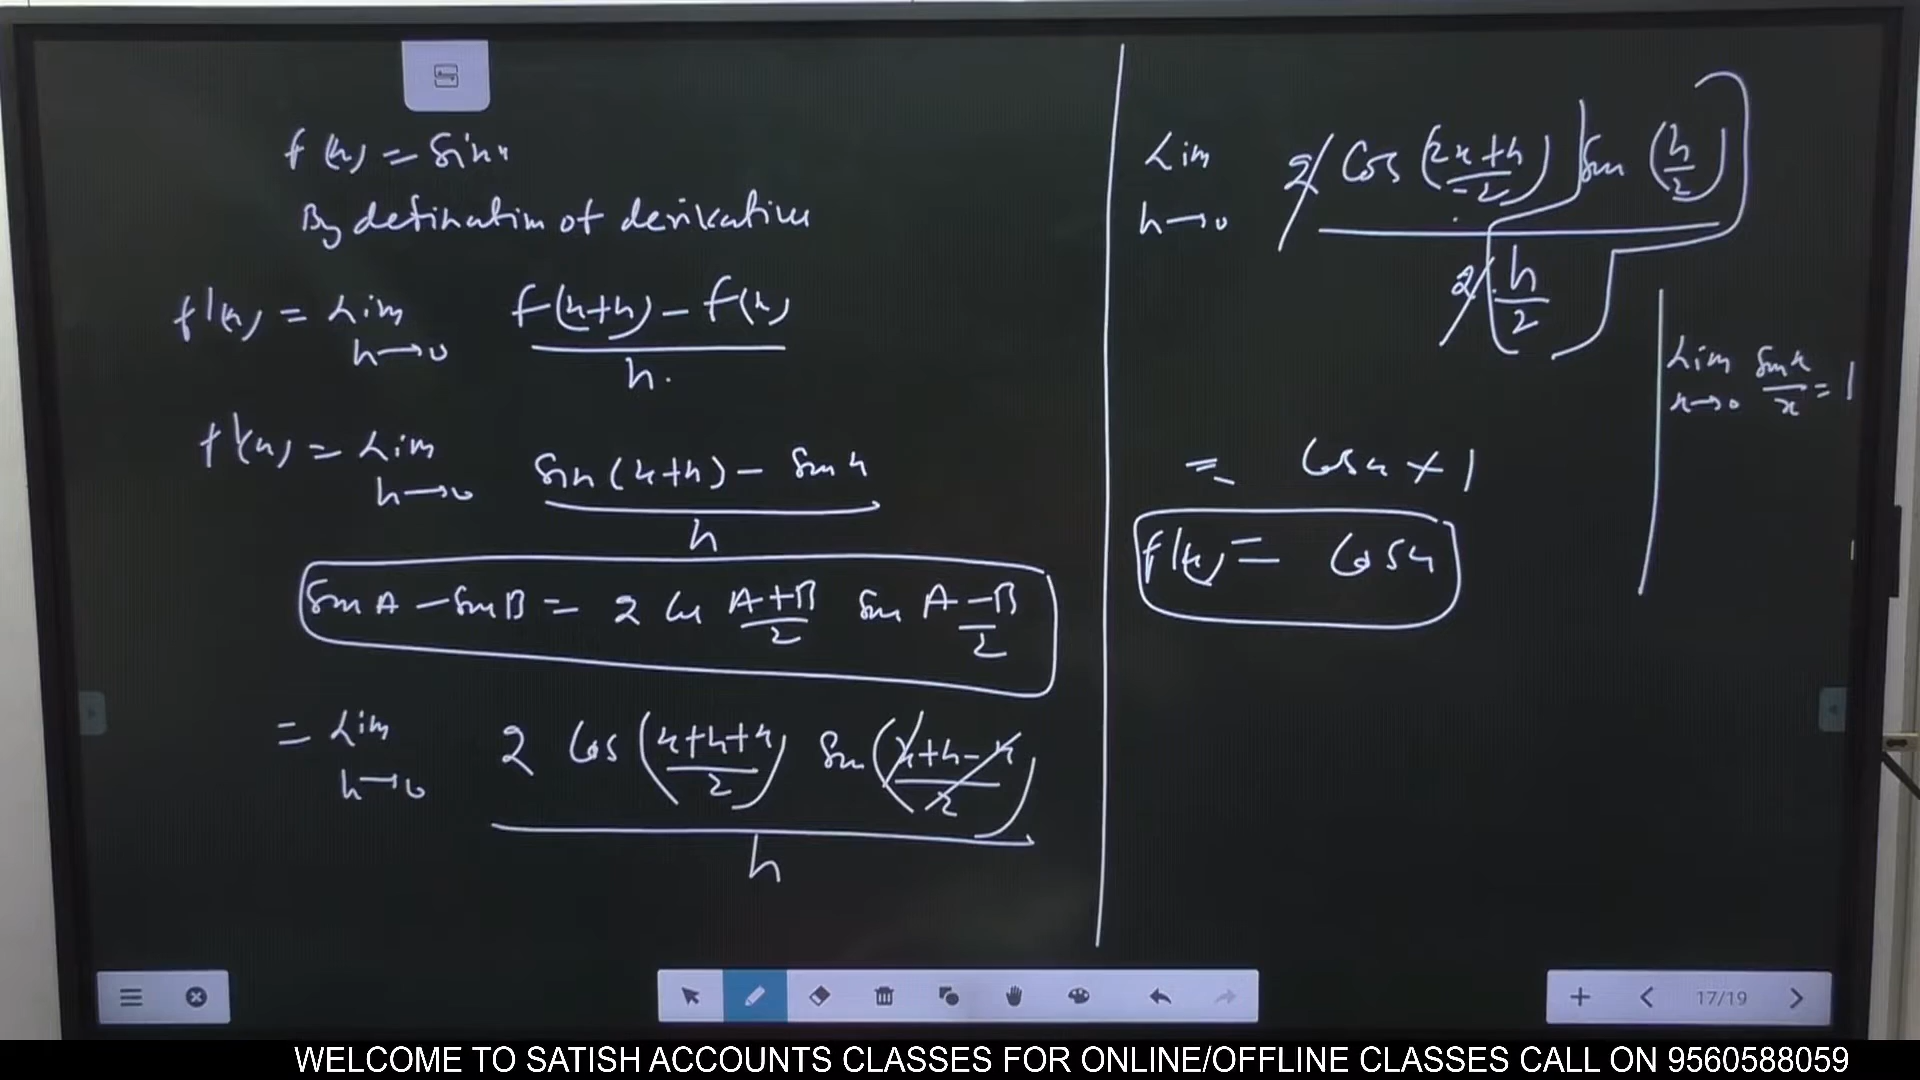 f(x) = Sin x
By defination of derivative
f'(x) = Lim h→0 f(x+h) - f(x) / h.
f'(x) = Lim h→0 Sin (x+h) - Sin x / h
Sin A - Sin B = 2 Cos A+B/2 Sin A-B/2
= Lim h→0 2 Cos (x+h+x/2) Sin (x+h-x/2) / h
Lim h→0 2 Cos (2x+h/2) Sin (h/2) / 2. h/2
Lim x→0 Sin x/x = 1
= Cos x × 1
f'(x) = Cos x
17/19
WELCOME TO SATISH ACCOUNTS CLASSES FOR ONLINE/OFFLINE CLASSES CALL ON 9560588059